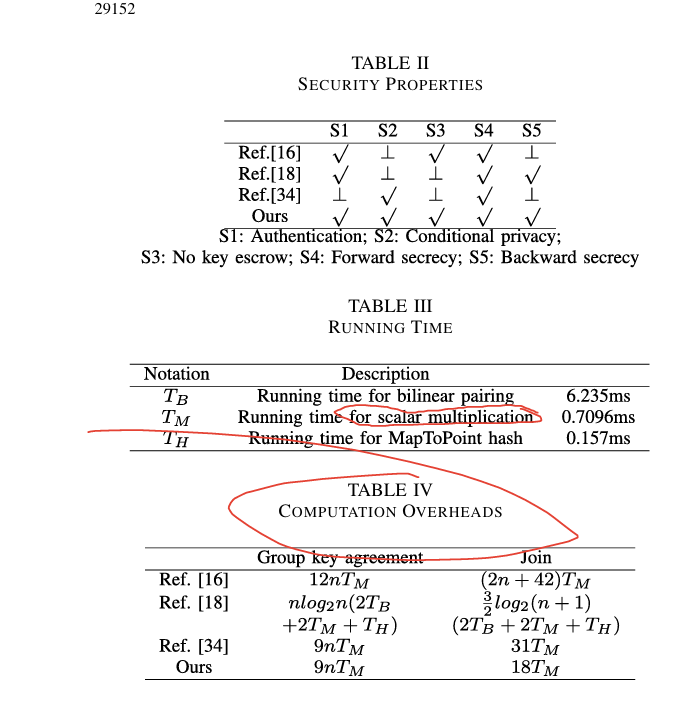 29152
TABLE II
SECURITY PROPERTIES
S1 S2 S3 S4 S5
Ref.[16] √ ⊥ √ √ ⊥
Ref.[18] √ ⊥ ⊥ √ √
Ref.[34] ⊥ √ ⊥ √ ⊥
Ours √ √ √ √ √
S1: Authentication; S2: Conditional privacy;
S3: No key escrow; S4: Forward secrecy; S5: Backward secrecy
TABLE III
RUNNING TIME
Notation Description
T_B Running time for bilinear pairing 6.235ms
T_M Running time for scalar multiplication 0.7096ms
T_H Running time for MapToPoint hash 0.157ms
TABLE IV
COMPUTATION OVERHEADS
Group key agreement Join
Ref. [16] 12nT_M (2n + 42)T_M
Ref. [18] nlog_2n(2T_B 3/2 log_2(n + 1)
+2T_M + T_H) (2T_B + 2T_M + T_H)
Ref. [34] 9nT_M 31T_M
Ours 9nT_M 18T_M